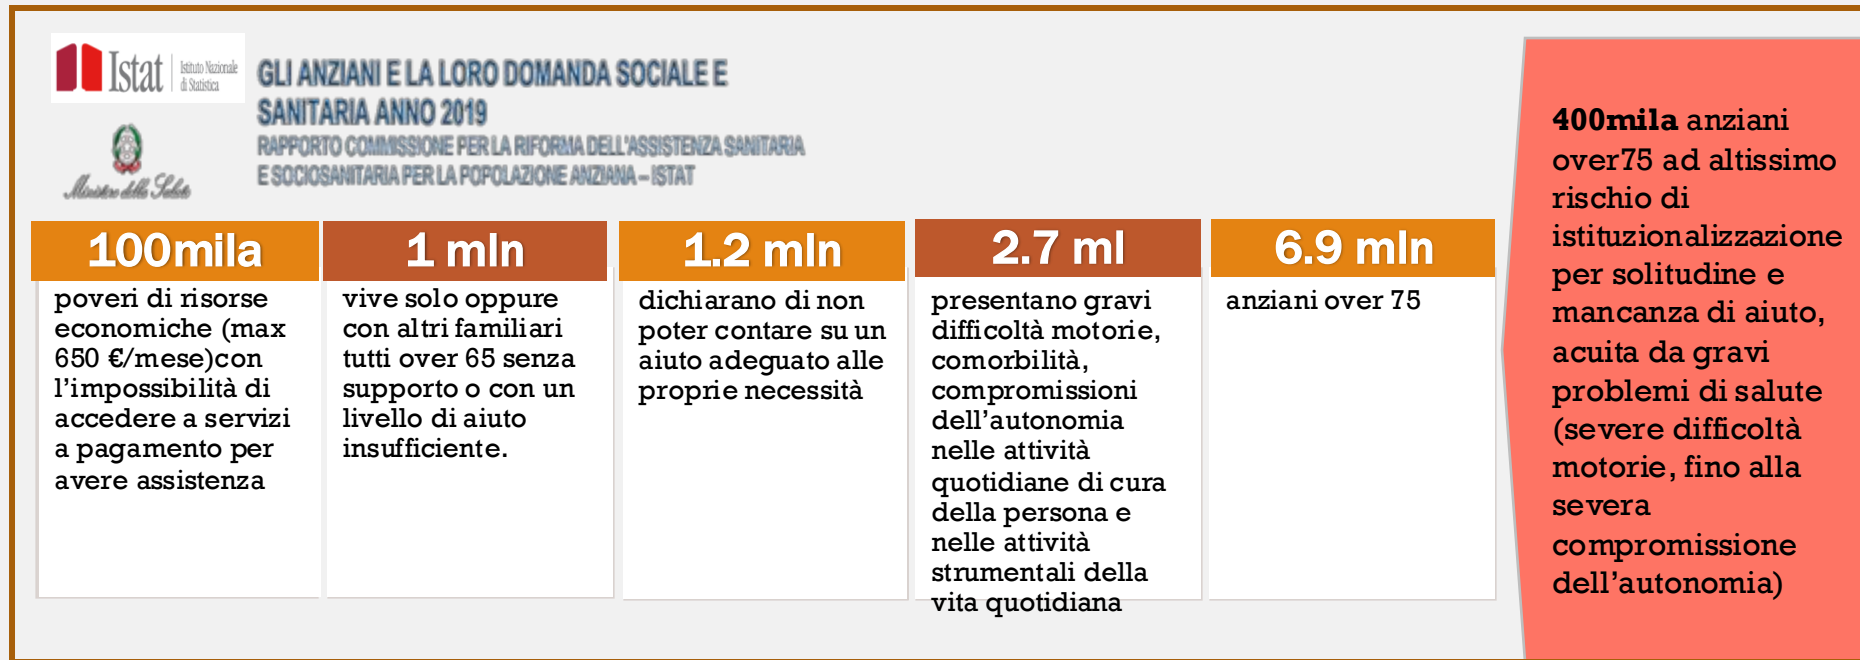 Istat
Istituto Nazionale
di Statistica
GLI ANZIANI E LA LORO DOMANDA SOCIALE E
SANITARIA ANNO 2019
RAPPORTO COMMISSIONE PER LA RIFORMA DELL'ASSISTENZA SANITARIA
E SOCIOSANITARIA PER LA POPOLAZIONE ANZIANA – ISTAT
Ministero della Salute
100mila
poveri di risorse
economiche (max
650 €/mese)con
l’impossibilità di
accedere a servizi
a pagamento per
avere assistenza
1 mln
vive solo oppure
con altri familiari
tutti over 65 senza
supporto o con un
livello di aiuto
insufficiente.
1.2 mln
dichiarano di non
poter contare su un
aiuto adeguato alle
proprie necessità
2.7 ml
presentano gravi
difficoltà motorie,
comorbilità,
compromissioni
dell’autonomia
nelle attività
quotidiane di cura
della persona e
nelle attività
strumentali della
vita quotidiana
6.9 mln
anziani over 75
400mila anziani
over75 ad altissimo
rischio di
istituzionalizzazione
per solitudine e
mancanza di aiuto,
acuita da gravi
problemi di salute
(severe difficoltà
motorie, fino alla
severa
compromissione
dell’autonomia)